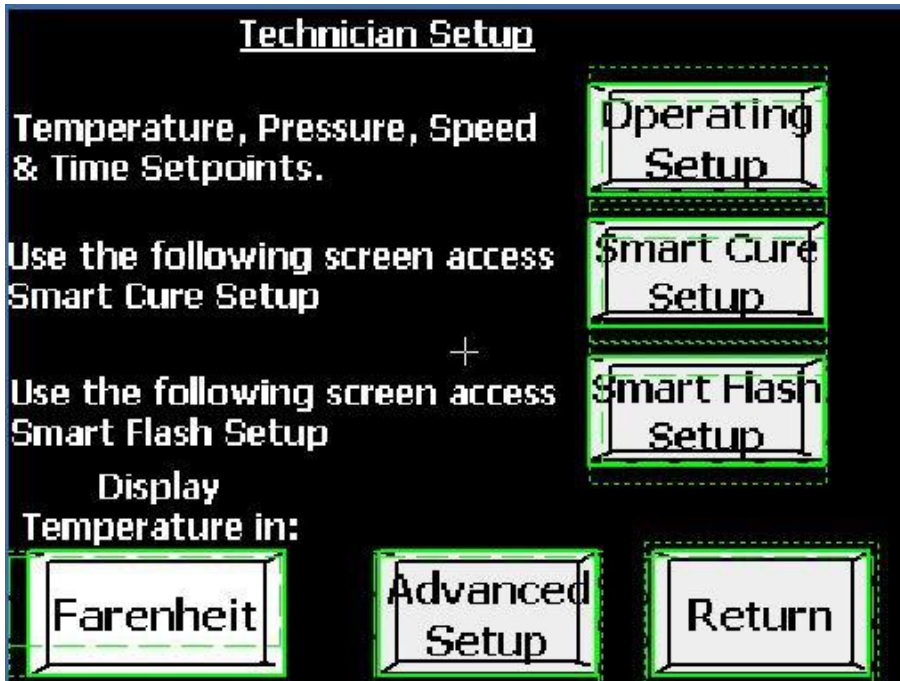 Technician Setup
Temperature, Pressure, Speed
& Time Setpoints.
Operating
Setup
Use the following screen access
Smart Cure Setup
Smart Cure
Setup
Use the following screen access
Smart Flash Setup
Smart Flash
Setup
Display
Temperature in:
Farenheit
Advanced
Setup
Return